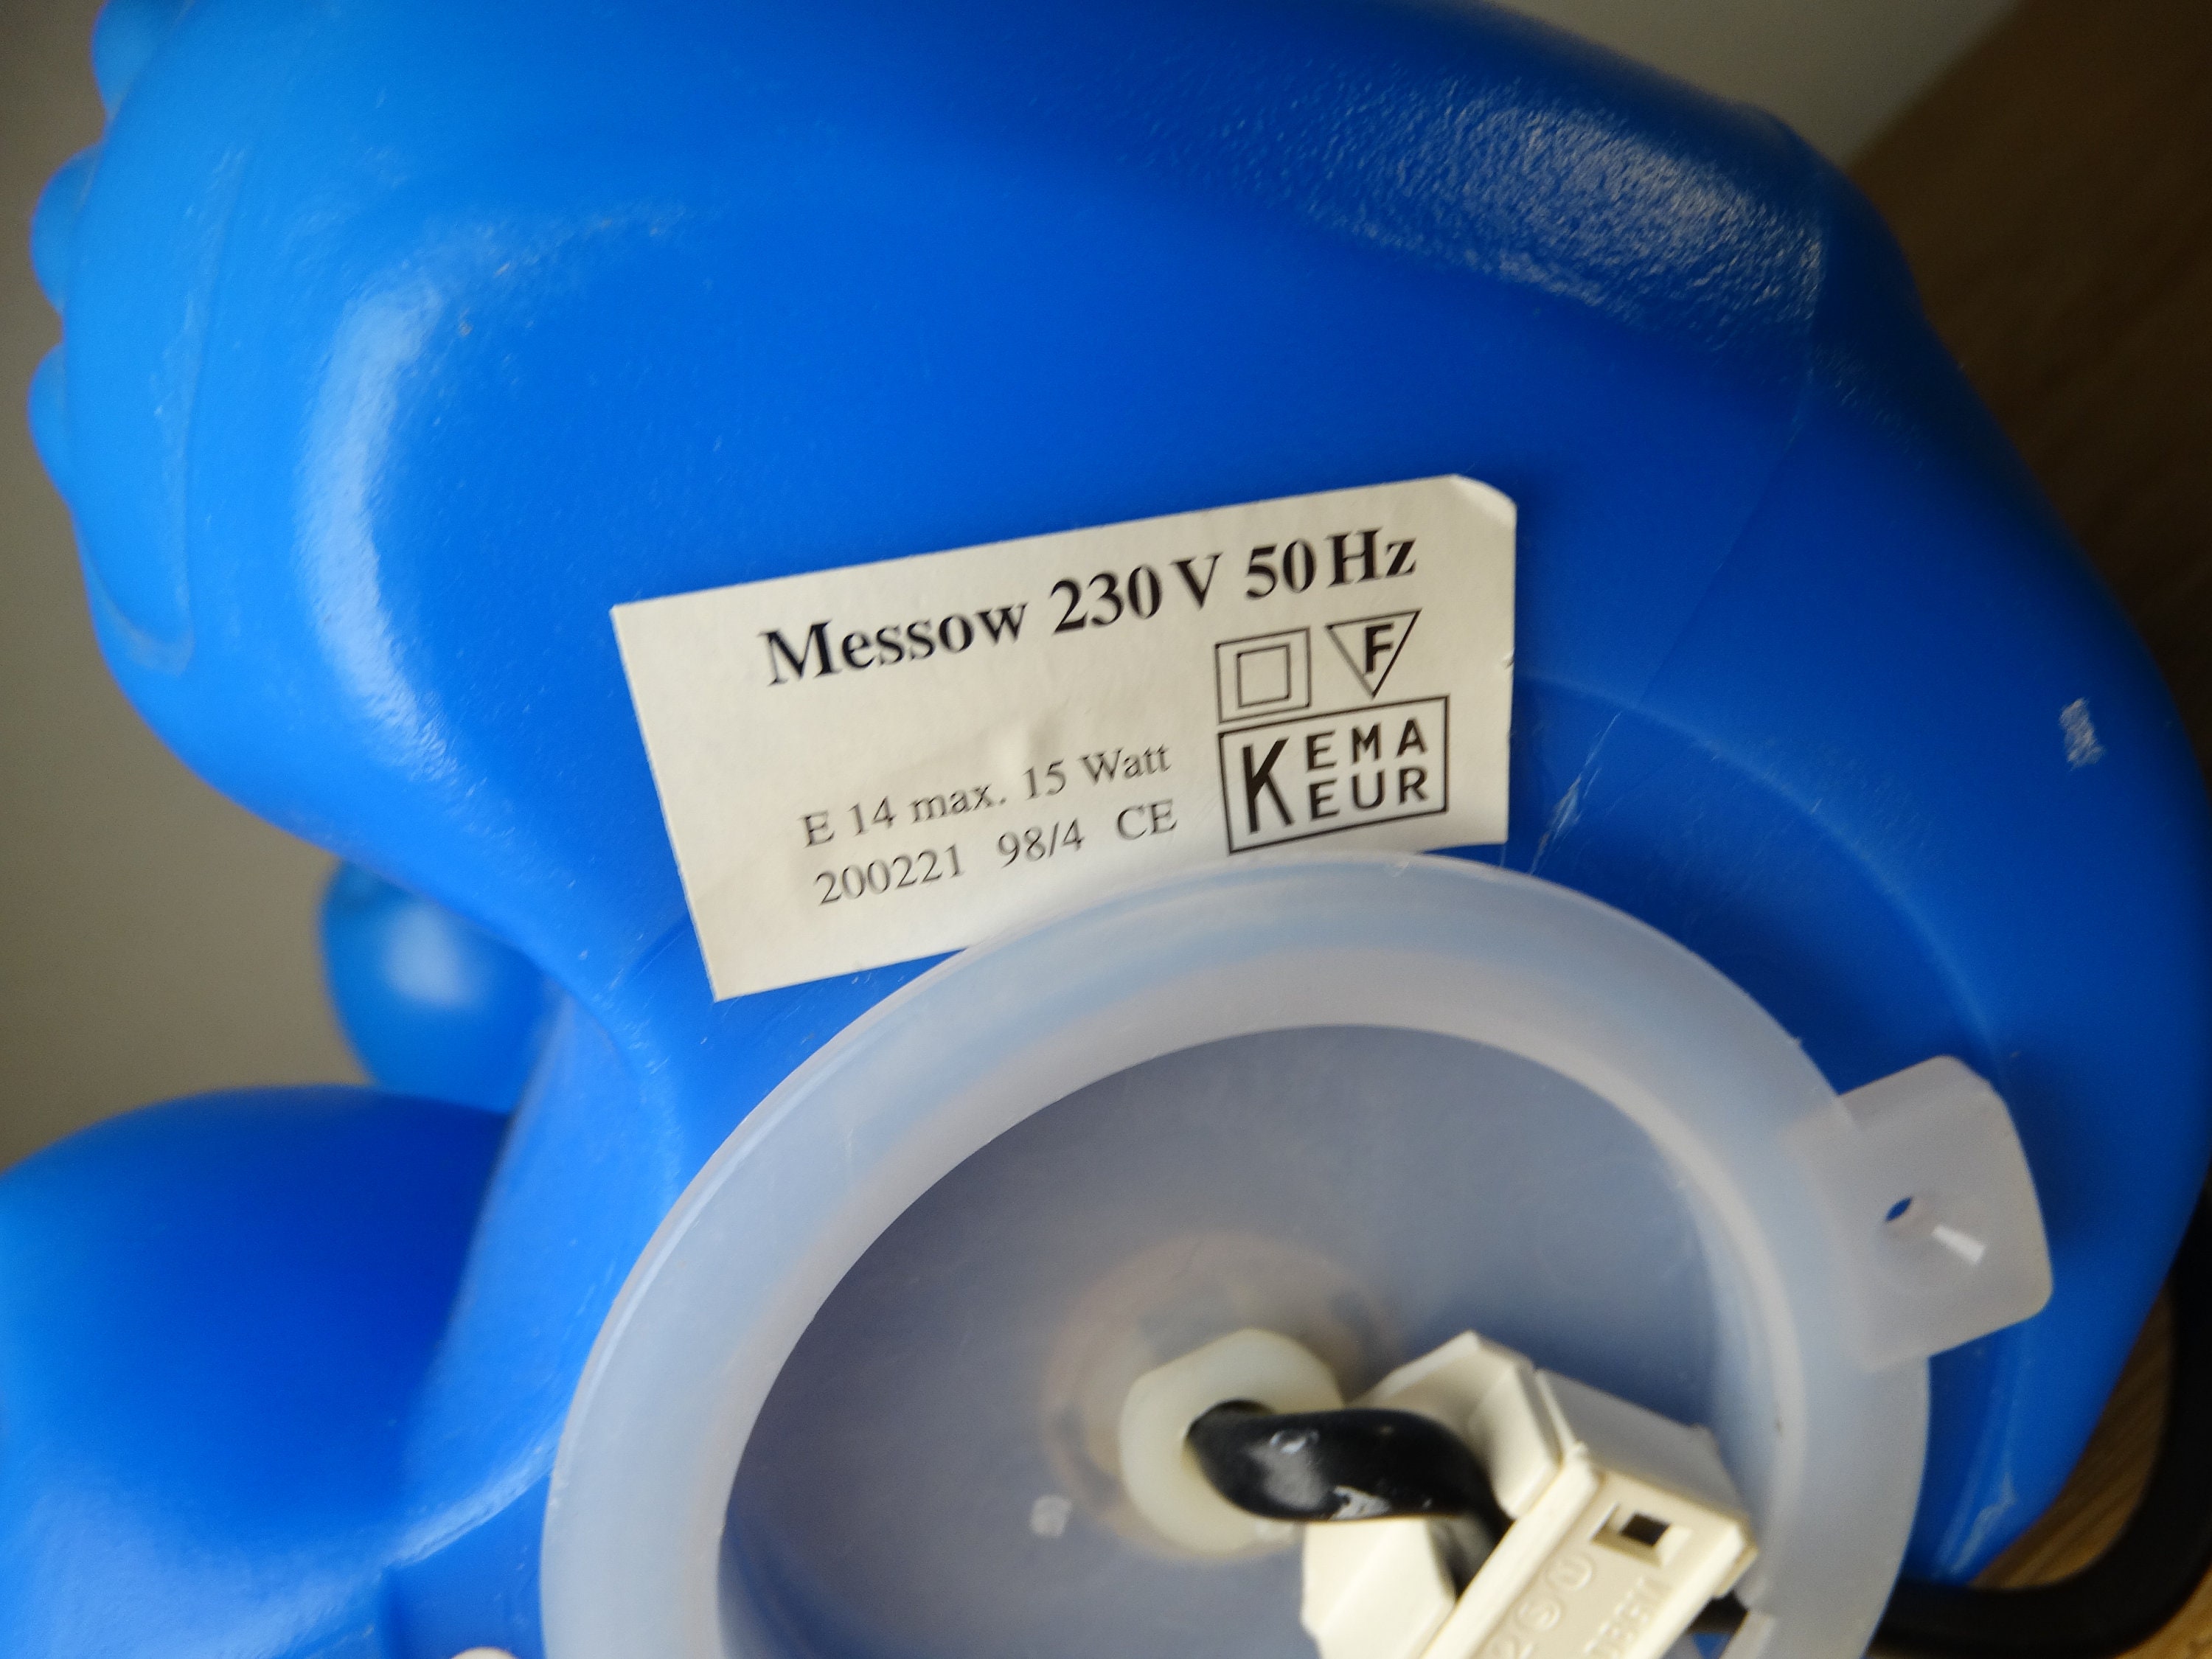 Messow 230 V 50 Hz
F
E 14 max. 15 Watt
200221 98/4 CE
KEMA
KEUR